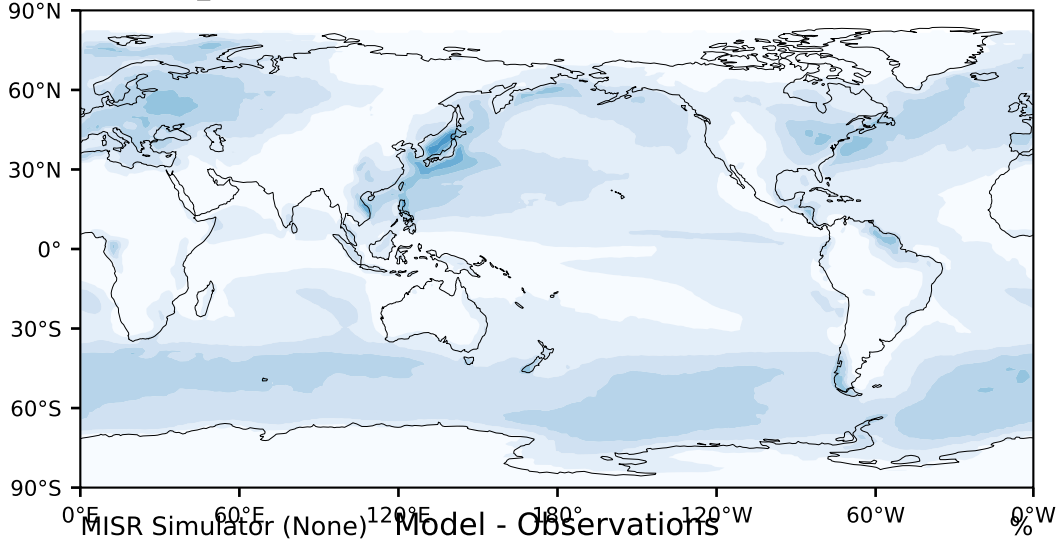 90°N
60°N
30°N
0°
30°S
60°S
90°S
0°E 60°E 120°E 180°W 120°W 60°W 0°W
MISR Simulator (None) Model - Observations %